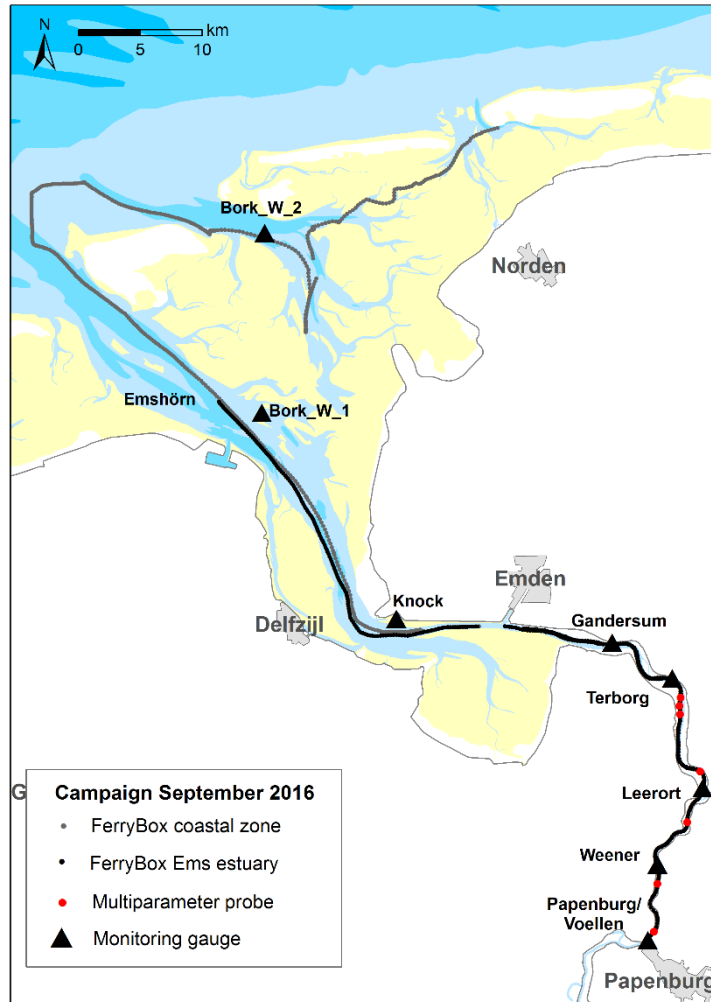 N
km
0 5 10
Bork_W_2
Norden
Emshörn
Bork_W_1
Emden
Knock
Gandersum
Delfzijl
Terborg
G
Campaign September 2016
FerryBox coastal zone
FerryBox Ems estuary
Multiparameter probe
Monitoring gauge
Leerort
Weener
Papenburg/
Voellen
Papenburg